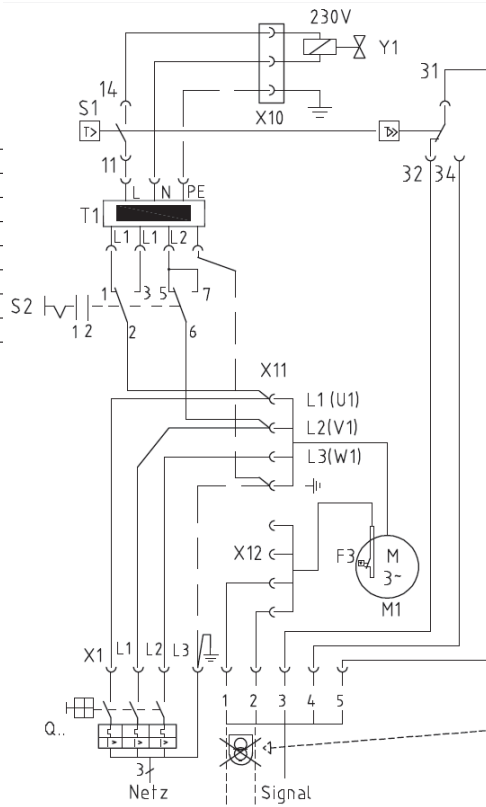 230V
Y1
14
31
S1
T>
X10
T>>
11
32 34
L N PE
T1
L1 L1 L2
1 3 5 7
S2
1 2 2 6
X11
L1 (U1)
L2(V1)
L3(W1)
X12
F3 M
3~
M1
X1 L1 L2 L3
1 2 3 4 5
Q..
> > >
3
Netz Signal